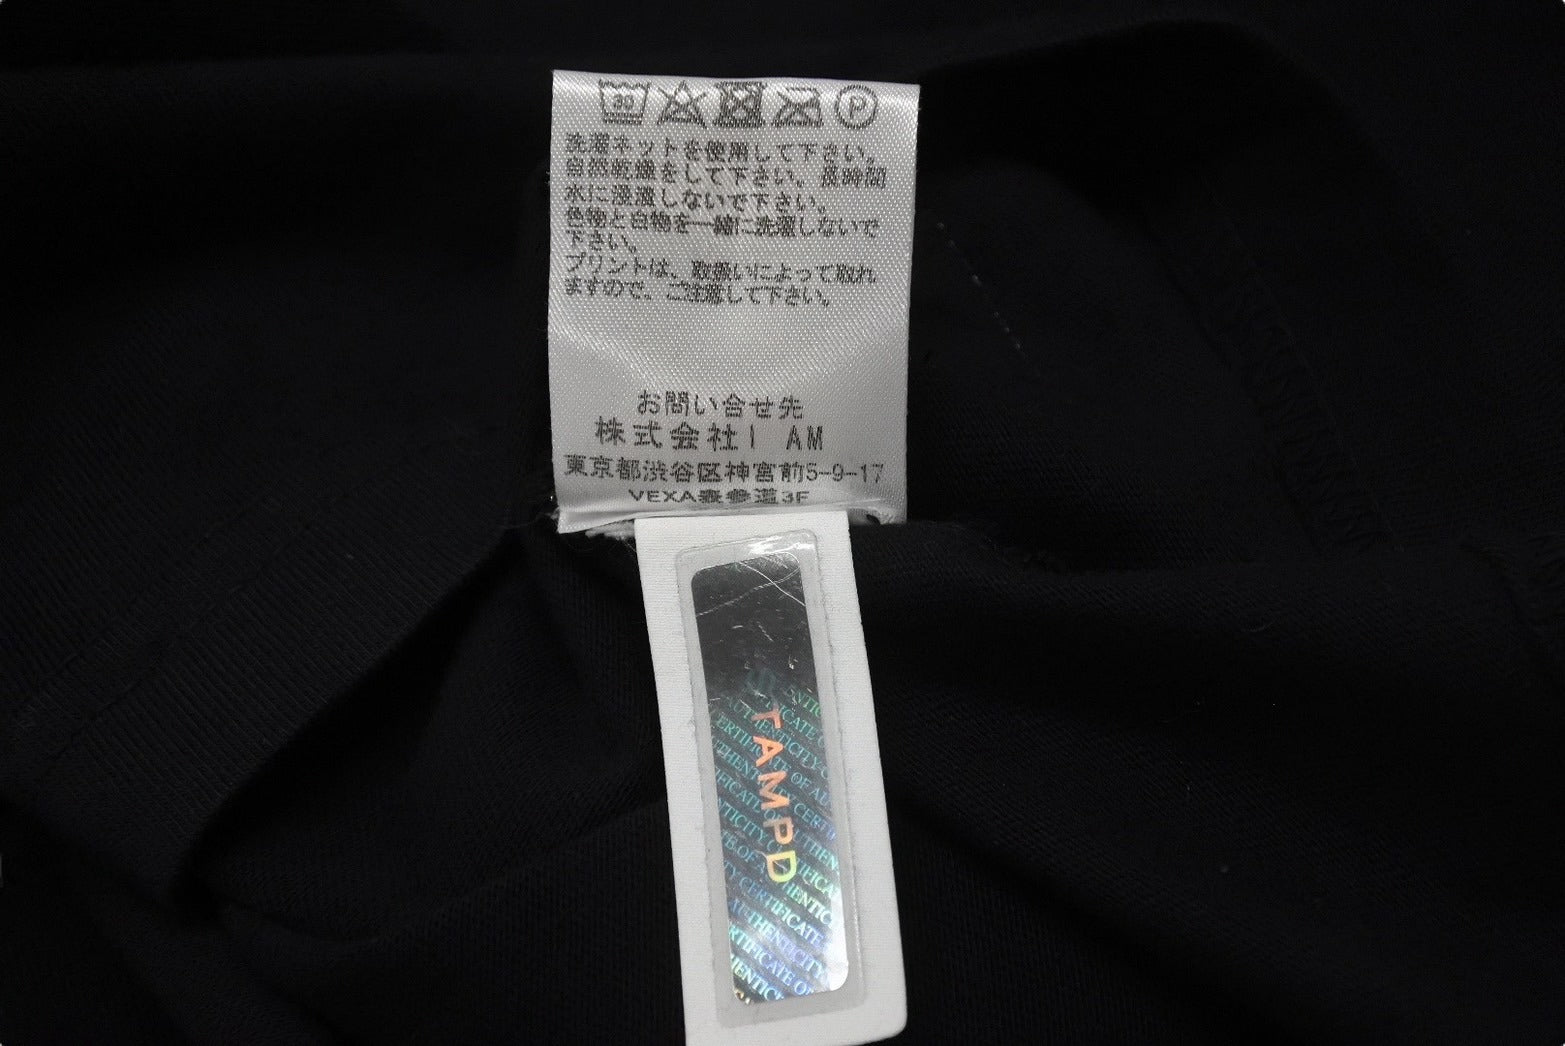 30
P
洗濯ネットを使用して下さい。
自然乾燥をして下さい。長時間
水に浸漬しないで下さい。
色物と白物を一緒に洗濯しないで
下さい。
プリントは、取扱いによって取れ
ますので、ご注意して下さい。
お問い合せ先
株式会社I AM
東京都渋谷区神宮前5-9-17
VEXA表参道3F
TAMPD
CERTIFICATE OF AUTHENTICITY